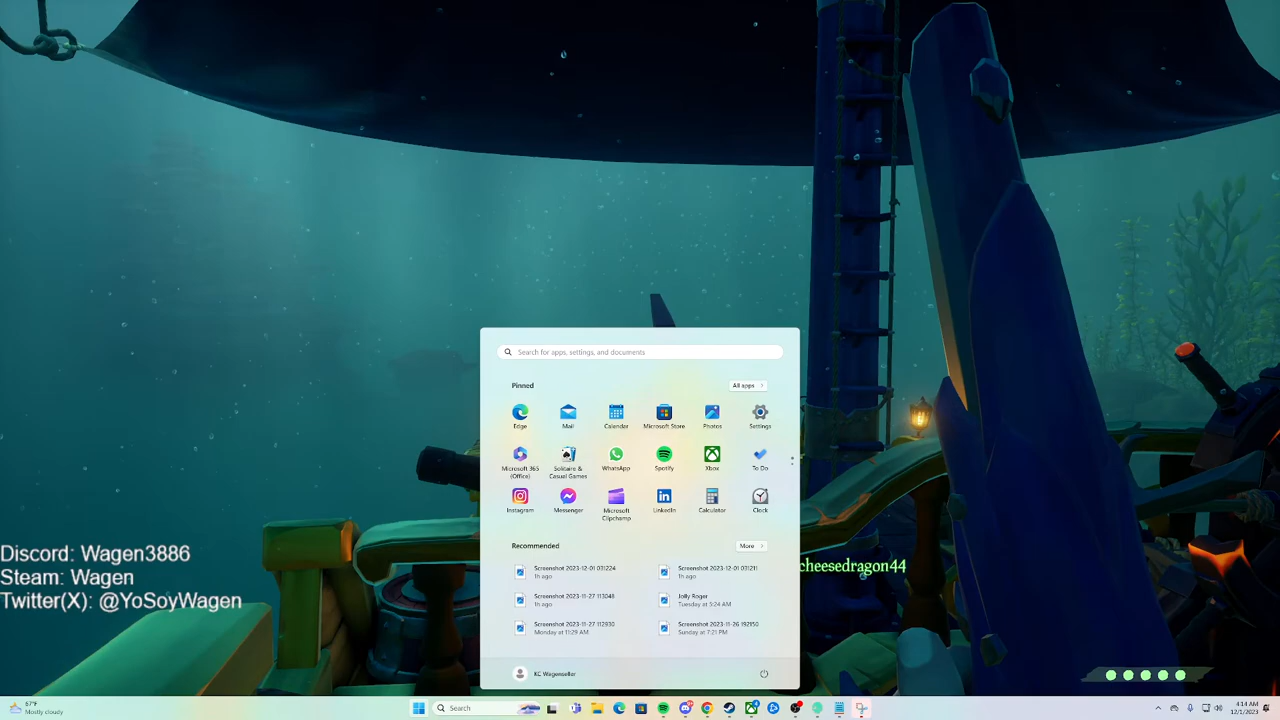 Search for apps, settings, and documents
Pinned
All apps
Edge
Mail
Calendar
Microsoft Store
Photos
Settings
Microsoft 365
(Office)
Solitaire &
Casual Games
WhatsApp
Spotify
Xbox
To Do
Instagram
Messenger
Microsoft
Clipchamp
LinkedIn
Calculator
Clock
Recommended
More
Screenshot 2023-12-01 031224
1h ago
Screenshot 2023-12-01 031211
1h ago
Screenshot 2023-11-27 113048
1h ago
Jolly Roger
Tuesday at 5:24 AM
Screenshot 2023-11-27 112930
Monday at 11:29 AM
Screenshot 2023-11-26 192150
Sunday at 7:21 PM
KC Wagenseller
Discord: Wagen3886
Steam: Wagen
Twitter(X): @YoSoyWagen
cheesedragon44
67°F
Mostly cloudy
Search
4:14 AM
12/1/2023